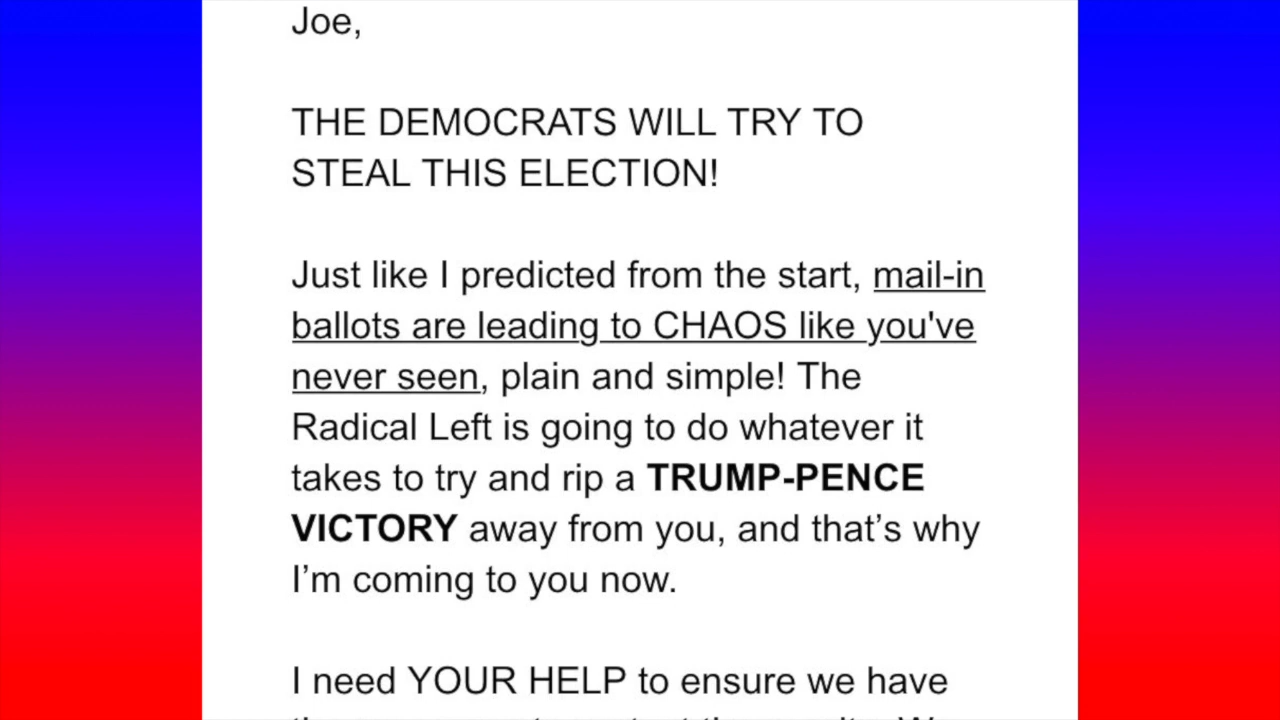 Joe,
THE DEMOCRATS WILL TRY TO
STEAL THIS ELECTION!
Just like I predicted from the start, mail-in
ballots are leading to CHAOS like you've
never seen, plain and simple! The
Radical Left is going to do whatever it
takes to try and rip a TRUMP-PENCE
VICTORY away from you, and that’s why
I’m coming to you now.
I need YOUR HELP to ensure we have